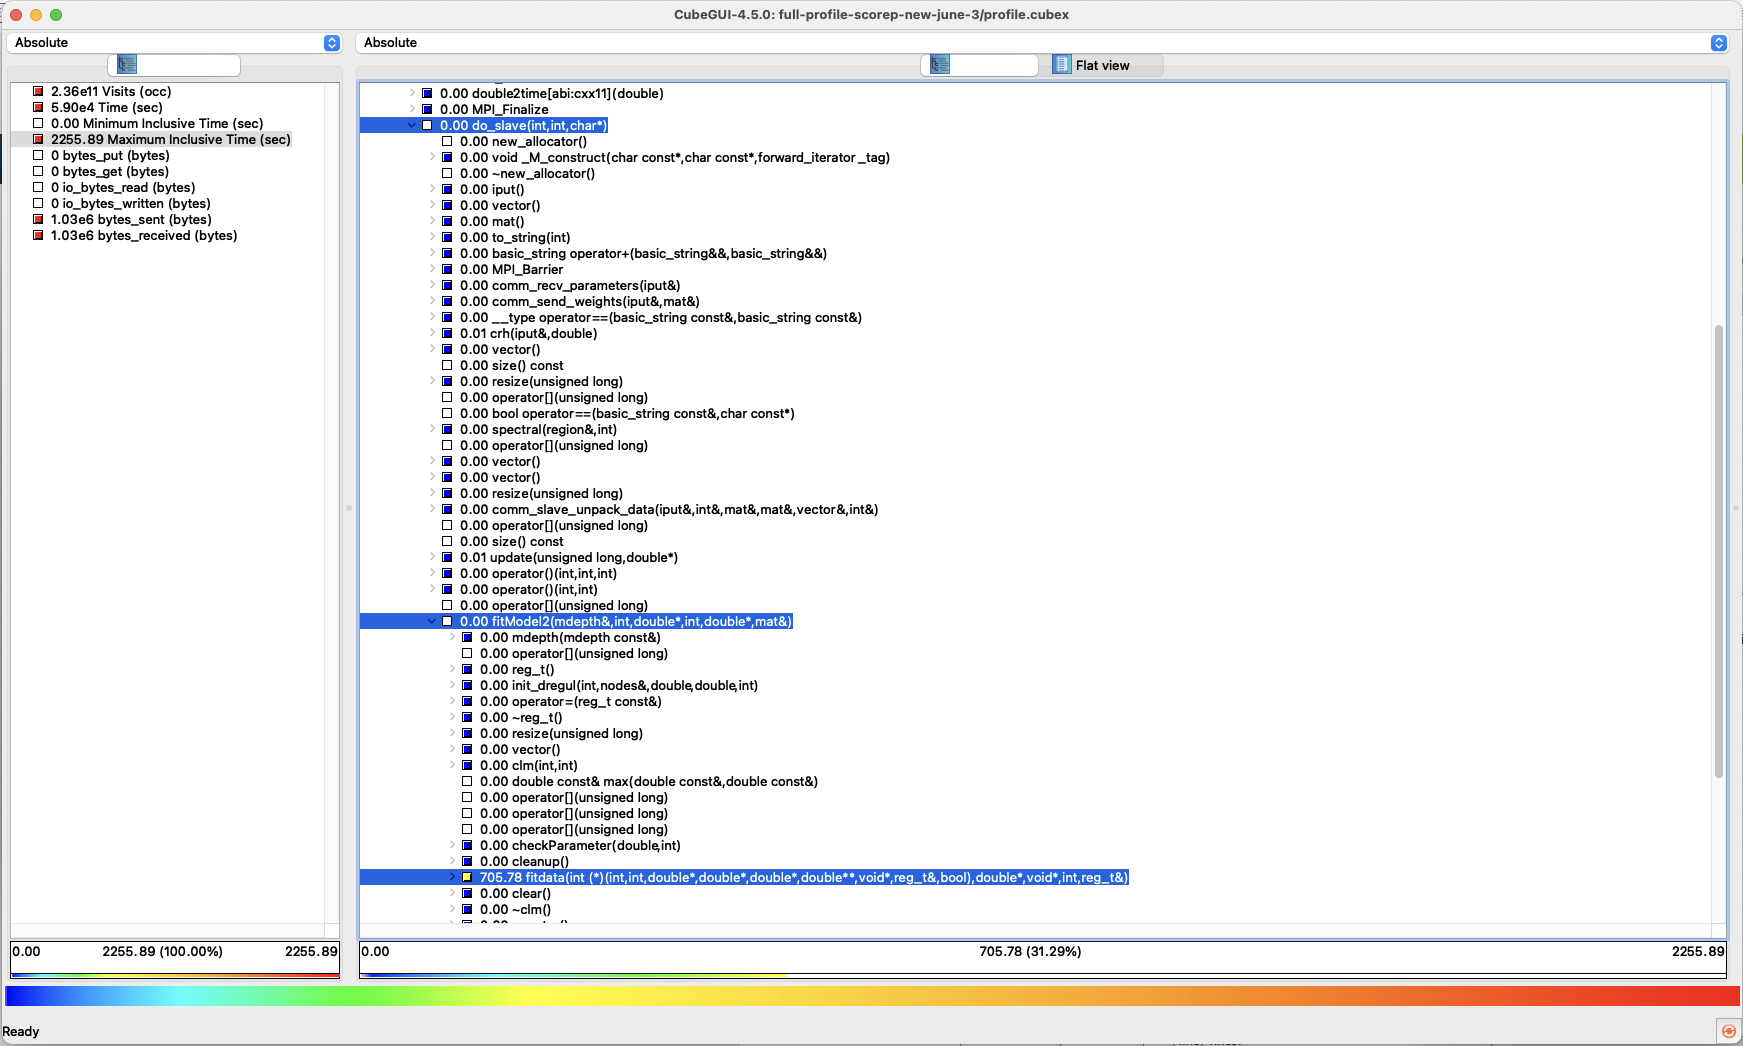 CubeGUI-4.5.0: full-profile-scorep-new-june-3/profile.cubex
Absolute
Absolute
Flat view
2.36e11 Visits (occ)
5.90e4 Time (sec)
0.00 Minimum Inclusive Time (sec)
2255.89 Maximum Inclusive Time (sec)
0 bytes_put (bytes)
0 bytes_get (bytes)
0 io_bytes_read (bytes)
0 io_bytes_written (bytes)
1.03e6 bytes_sent (bytes)
1.03e6 bytes_received (bytes)
0.00 double2time[abi:cxx11](double)
0.00 MPI_Finalize
0.00 do_slave(int,int,char*)
0.00 new_allocator()
0.00 void _M_construct(char const*,char const*,forward_iterator_tag)
0.00 ~new_allocator()
0.00 iput()
0.00 vector()
0.00 mat()
0.00 to_string(int)
0.00 basic_string operator+(basic_string&&,basic_string&&)
0.00 MPI_Barrier
0.00 comm_recv_parameters(iput&)
0.00 comm_send_weights(iput&,mat&)
0.00 __type operator==(basic_string const&,basic_string const&)
0.01 crh(iput&,double)
0.00 vector()
0.00 size() const
0.00 resize(unsigned long)
0.00 operator[](unsigned long)
0.00 bool operator==(basic_string const&,char const*)
0.00 spectral(region&,int)
0.00 operator[](unsigned long)
0.00 vector()
0.00 vector()
0.00 resize(unsigned long)
0.00 comm_slave_unpack_data(iput&,int&,mat&,mat&,vector&,int&)
0.00 operator[](unsigned long)
0.00 size() const
0.01 update(unsigned long,double*)
0.00 operator()(int,int,int)
0.00 operator()(int,int)
0.00 operator[](unsigned long)
0.00 fitModel2(mdepth&,int,double*,int,double*,mat&)
0.00 mdepth(mdepth const&)
0.00 operator[](unsigned long)
0.00 reg_t()
0.00 init_dregul(int,nodes&,double,double,int)
0.00 operator=(reg_t const&)
0.00 ~reg_t()
0.00 resize(unsigned long)
0.00 vector()
0.00 clm(int,int)
0.00 double const& max(double const&,double const&)
0.00 operator[](unsigned long)
0.00 operator[](unsigned long)
0.00 operator[](unsigned long)
0.00 checkParameter(double,int)
0.00 cleanup()
705.78 fitdata(int (*)(int,int,double*,double*,double*,double**,void*,reg_t&,bool),double*,void*,int,reg_t&)
0.00 clear()
0.00 ~clm()
0.00 2255.89 (100.00%) 2255.89
0.00 705.78 (31.29%) 2255.89
Ready